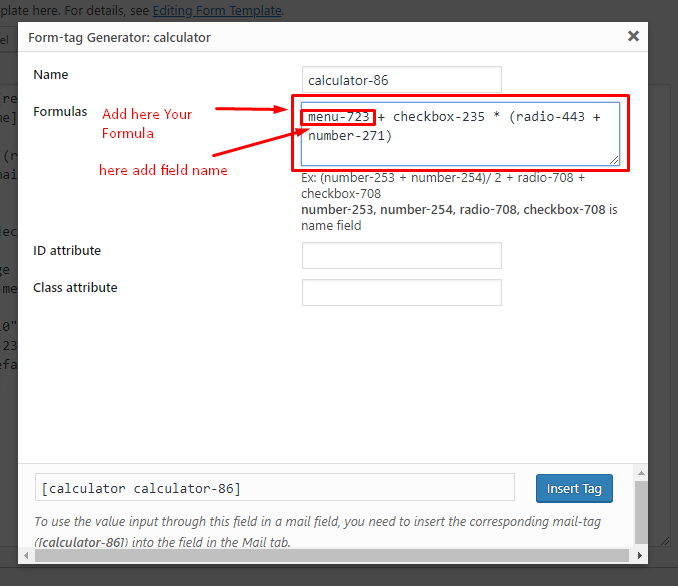 plate here. For details, see Editing Form Template.
el
Form-tag Generator: calculator
Name
calculator-86
Formulas
Add here Your
Formula
here add field name
menu-723 + checkbox-235 * (radio-443 +
number-271)
Ex: (number-253 + number-254)/ 2 + radio-708 +
checkbox-708
number-253, number-254, radio-708, checkbox-708 is
name field
ID attribute
Class attribute
[calculator calculator-86]
Insert Tag
To use the value input through this field in a mail field, you need to insert the corresponding mail-tag
([calculator-86]) into the field in the Mail tab.